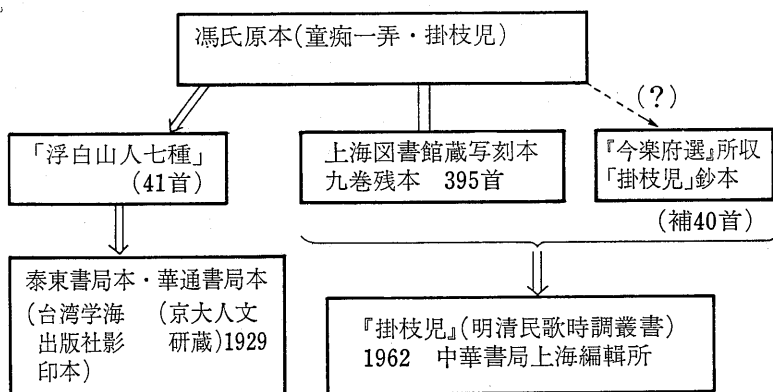 馮氏原本(童痴一弄・掛枝児)
(?)
「浮白山人七種」
(41首)
上海図書館蔵写刻本
九巻残本 395首
『今楽府選』所収
「掛枝児」鈔本
(補40首)
泰東書局本・華通書局本
(台湾学海 (京大人文
出版社影 研蔵)1929
印本)
『掛枝児』(明清民歌時調叢書)
1962 中華書局上海編輯所